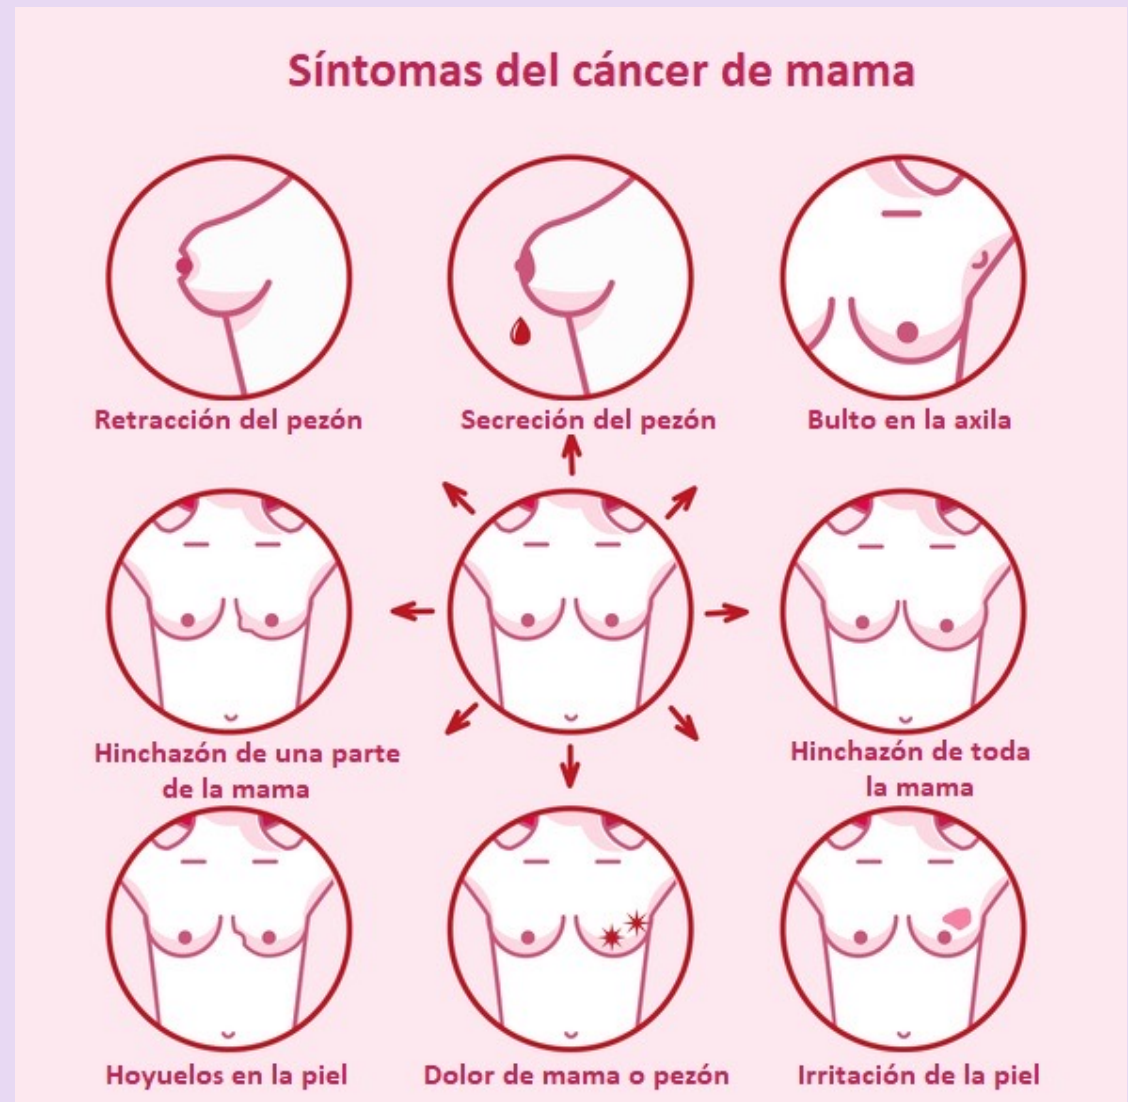 Síntomas del cáncer de mama
Retracción del pezón
Secreción del pezón
Bulto en la axila
Hinchazón de una parte
de la mama
Hinchazón de toda
la mama
Hoyuelos en la piel
Dolor de mama o pezón
Irritación de la piel